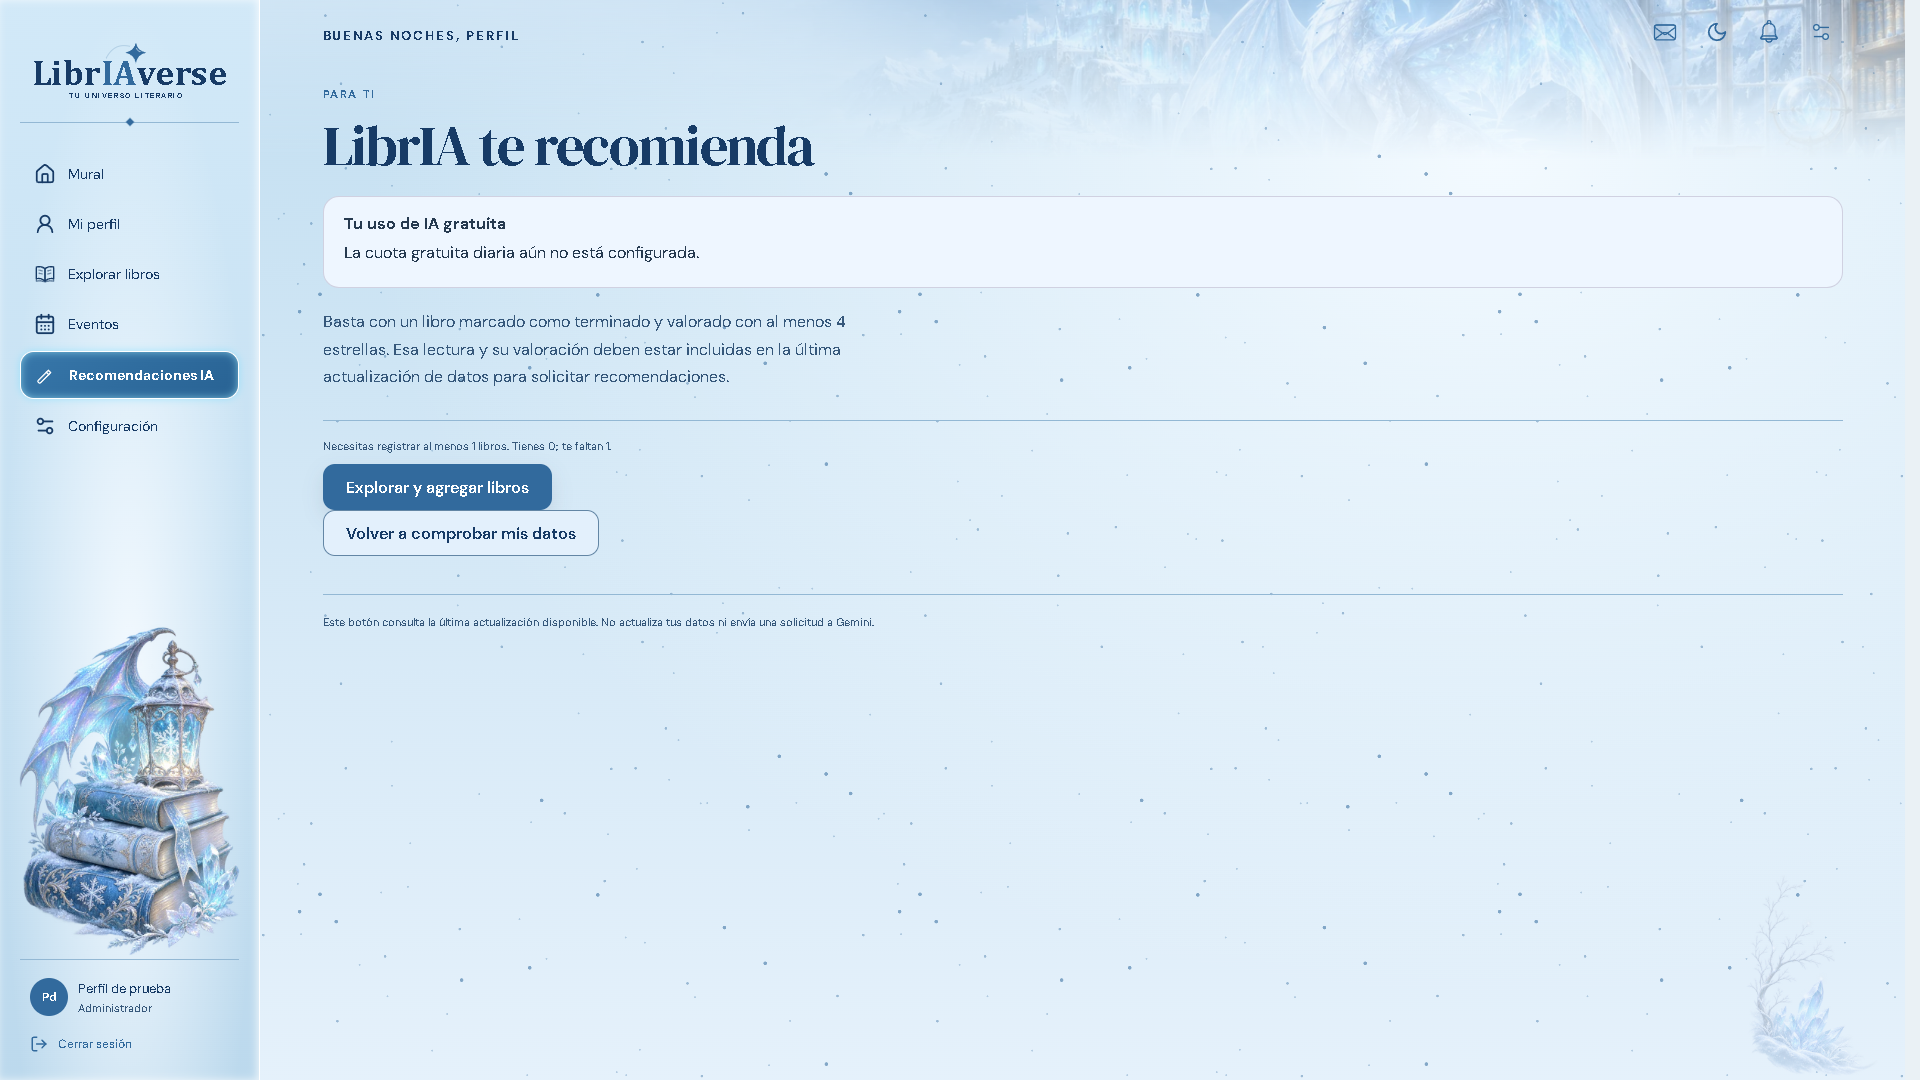 LibrIAverse
TU UNIVERSO LITERARIO
Mural
Mi perfil
Explorar libros
Eventos
Recomendaciones IA
Configuración
Pd
Perfil de prueba
Administrador
Cerrar sesión
BUENAS NOCHES, PERFIL
PARA TI
LibrIA te recomienda
Tu uso de IA gratuita
La cuota gratuita diaria aún no está configurada.
Basta con un libro marcado como terminado y valorado con al menos 4
estrellas. Esa lectura y su valoración deben estar incluidas en la última
actualización de datos para solicitar recomendaciones.
Necesitas registrar al menos 1 libros. Tienes 0; te faltan 1.
Explorar y agregar libros
Volver a comprobar mis datos
Este botón consulta la última actualización disponible. No actualiza tus datos ni envía una solicitud a Gemini.